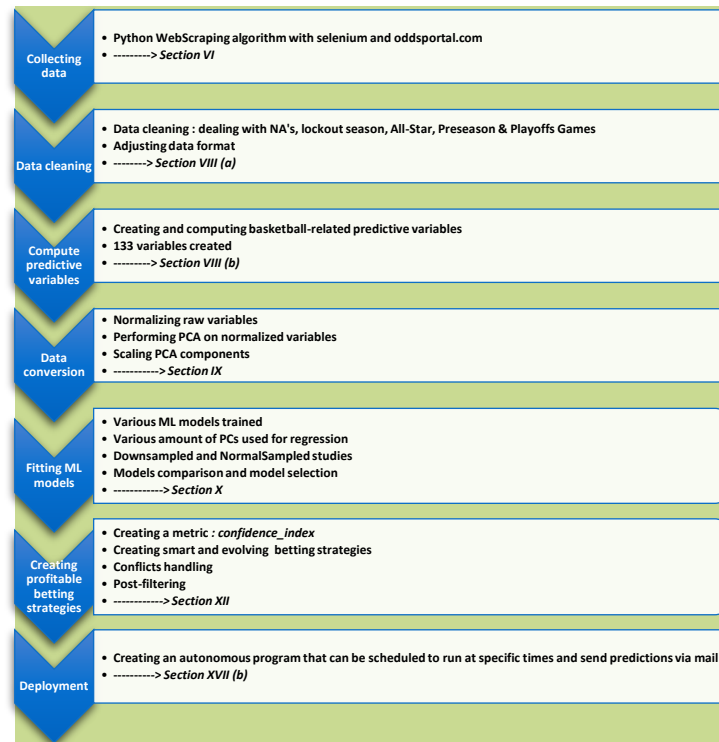 Collecting
data
• Python WebScraping algorithm with selenium and oddsportal.com
• ---------> Section VI
Data cleaning
• Data cleaning : dealing with NA's, lockout season, All-Star, Preseason & Playoffs Games
• Adjusting data format
• --------> Section VIII (a)
Compute
predictive
variables
• Creating and computing basketball-related predictive variables
• 133 variables created
• ---------> Section VIII (b)
Data
conversion
• Normalizing raw variables
• Performing PCA on normalized variables
• Scaling PCA components
• -----------> Section IX
Fitting ML
models
• Various ML models trained
• Various amount of PCs used for regression
• Downsampled and NormalSampled studies
• Models comparison and model selection
• ------------> Section X
Creating
profitable
betting
strategies
• Creating a metric : confidence_index
• Creating smart and evolving betting strategies
• Conflicts handling
• Post-filtering
• ------------> Section XII
Deployment
• Creating an autonomous program that can be scheduled to run at specific times and send predictions via mail
• ----------> Section XVII (b)